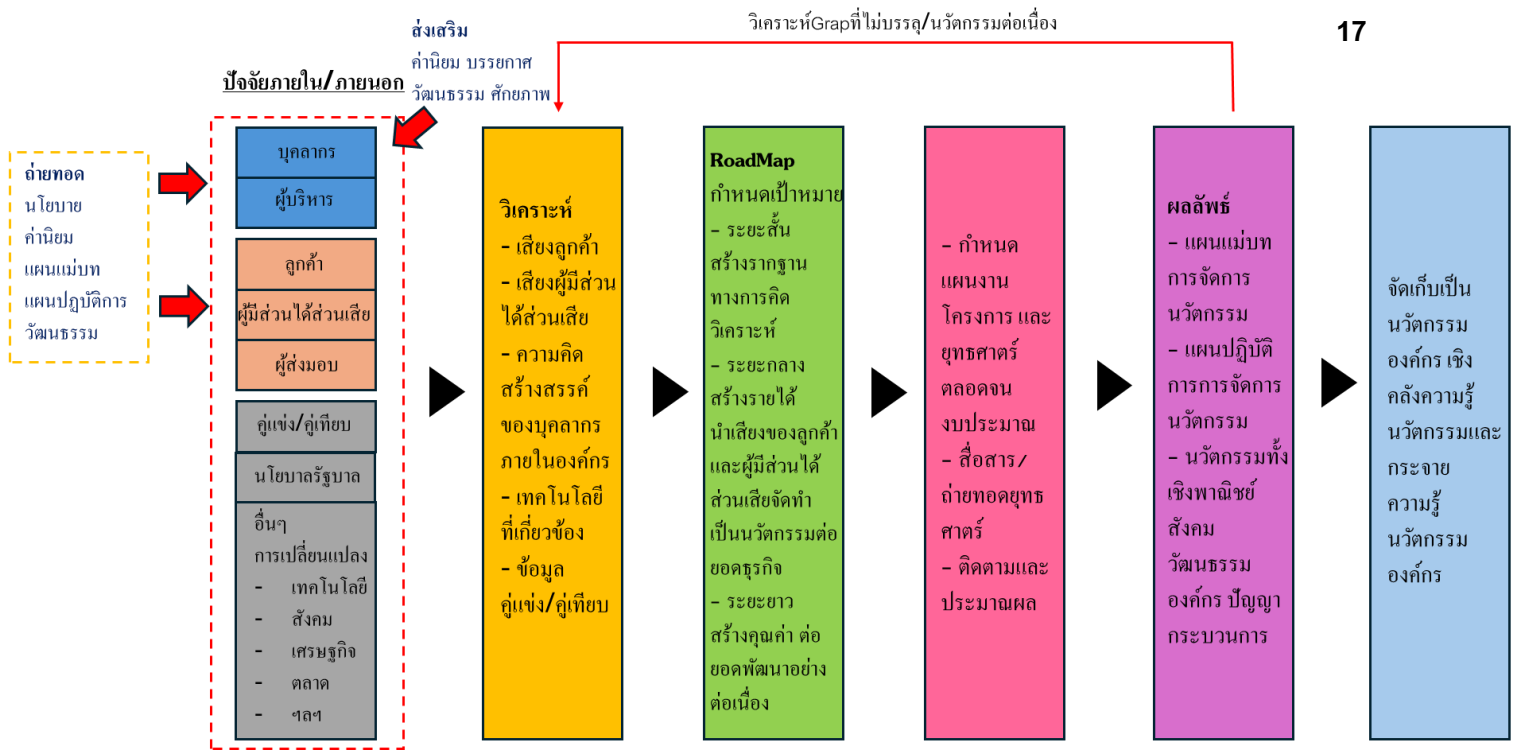 วิเคราะห์Grapที่ไม่บรรลุ/นวัตกรรมต่อเนื่อง
17
ส่งเสริม
ค่านิยม บรรยกาศ
วัฒนธรรม ศักยภาพ
ปัจจัยภายใน/ภายนอก
ถ่ายทอด
นโยบาย
ค่านิยม
แผนแม่บท
แผนปฏฺบัติการ
วัฒนธรรม
บุคลากร
ผู้บริหาร
ลูกค้า
ผู้มีส่วนได้ส่วนเสีย
ผู้ส่งมอบ
คู่แข่ง/คู่เทียบ
นโยบาลรัฐบาล
อื่นๆ
การเปลี่ยนแปลง
- เทคโนโลยี
- สังคม
- เศรษฐกิจ
- ตลาด
- ฯลฯ
วิเคราะห์
- เสียงลูกค้า
- เสียงผู้มีส่วน
ได้ส่วนเสีย
- ความคิด
สร้างสรรค์
ของบุคลากร
ภายในองค์กร
- เทคโนโลยี
ที่เกี่ยวข้อง
- ข้อมูล
คู่แข่ง/คู่เทียบ
RoadMap
กำหนดเป้าหมาย
- ระยะสั้น
สร้างรากฐาน
ทางการคิด
วิเคราะห์
- ระยะกลาง
สร้างรายได้
นำเสียงของลูกค้า
และผู้มีส่วนได้
ส่วนเสียจัดทำ
เป็นนวัตกรรมต่อ
ยอดธุรกิจ
- ระยะยาว
สร้างคุณค่า ต่อ
ยอดพัฒนาอย่าง
ต่อเนื่อง
- กำหนด
แผนงาน
โครงการ และ
ยุทธศาตร์
ตลอดจน
งบประมาณ
- สื่อสาร/
ถ่ายทอดยุทธ
ศาตร์
- ติดตามและ
ประมาณผล
ผลลัพธ์
- แผนแม่บท
การจัดการ
นวัตกรรม
- แผนปฏิบัติ
การการจัดการ
นวัตกรรม
- นวัตกรรมทั้ง
เชิงพาณิชย์
สังคม
วัฒนธรรม
องค์กร ปัญญา
กระบวนการ
จัดเก็บเป็น
นวัตกรรม
องค์กร เชิง
คลังความรู้
นวัตกรรมและ
กระจาย
ความรู้
นวัตกรรม
องค์กร